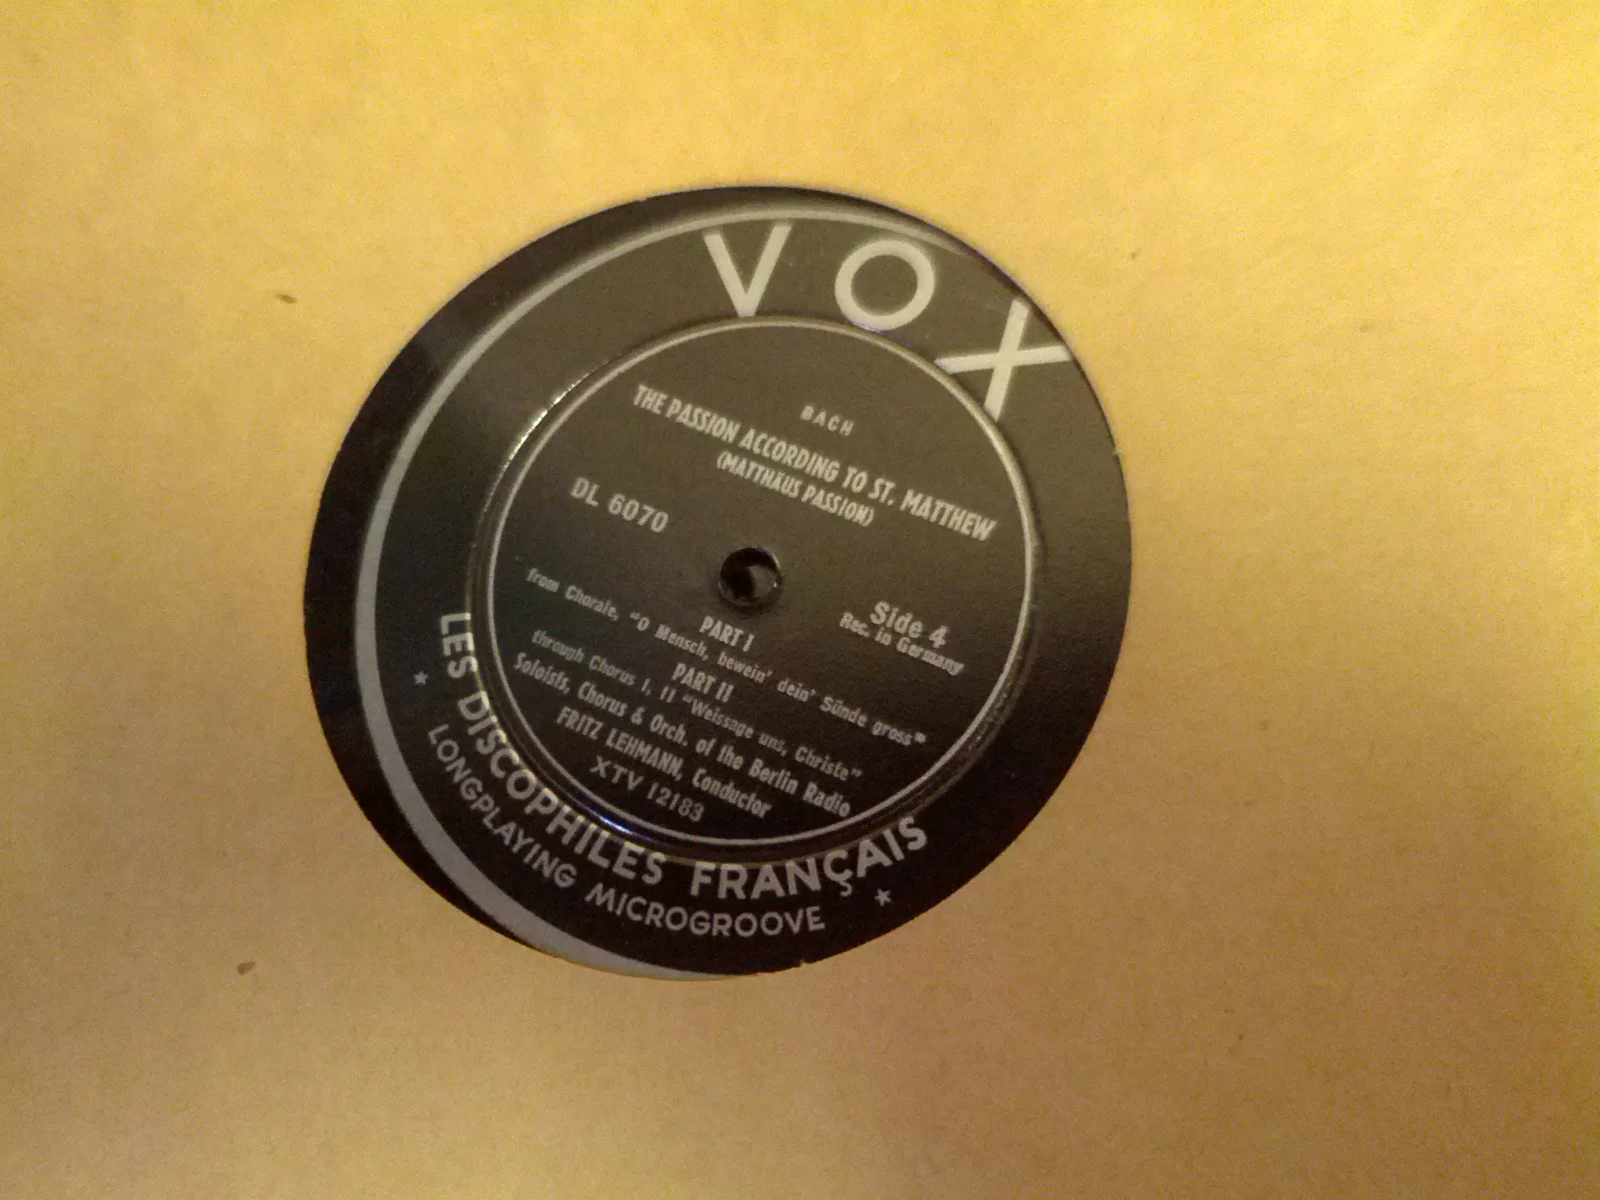 VOX
BACH
THE PASSION ACCORDING TO ST. MATTHEW
(MATTHÄUS PASSION)
DL 6070
Side 4
Rec. in Germany
PART I
from Chorale, "O Mensch, bewein' dein' Sünde gross"
PART II
through Chorus I, II "Weissage uns, Christe"
Soloists, Chorus & Orch. of the Berlin Radio
FRITZ LEHMANN, Conductor
XTV 12183
LES DISCOPHILES FRANÇAIS
LONGPLAYING MICROGROOVE